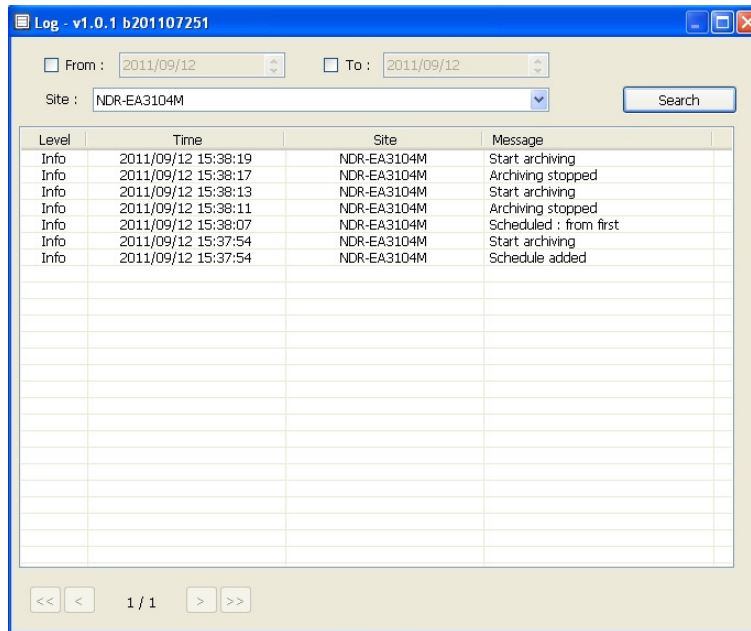 Log - v1.0.1 b201107251
From : 2011/09/12 To : 2011/09/12
Site : NDR-EA3104M Search
Level Time Site Message
Info 2011/09/12 15:38:19 NDR-EA3104M Start archiving
Info 2011/09/12 15:38:17 NDR-EA3104M Archiving stopped
Info 2011/09/12 15:38:13 NDR-EA3104M Start archiving
Info 2011/09/12 15:38:11 NDR-EA3104M Archiving stopped
Info 2011/09/12 15:38:07 NDR-EA3104M Scheduled : from first
Info 2011/09/12 15:37:54 NDR-EA3104M Start archiving
Info 2011/09/12 15:37:54 NDR-EA3104M Schedule added
<< < 1 / 1 > >>